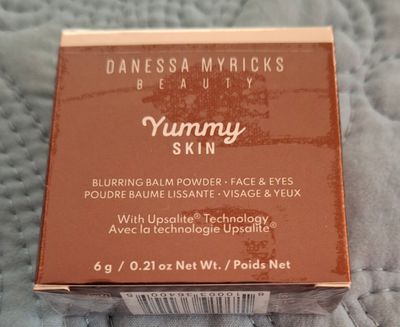 DANESSA MYRICKS
BEAUTY
Yummy
SKIN
BLURRING BALM POWDER • FACE & EYES
POUDRE BAUME LISSANTE • VISAGE & YEUX
With Upsalite® Technology
Avec la technologie Upsalite®
6 g / 0.21 oz Net Wt. / Poids Net